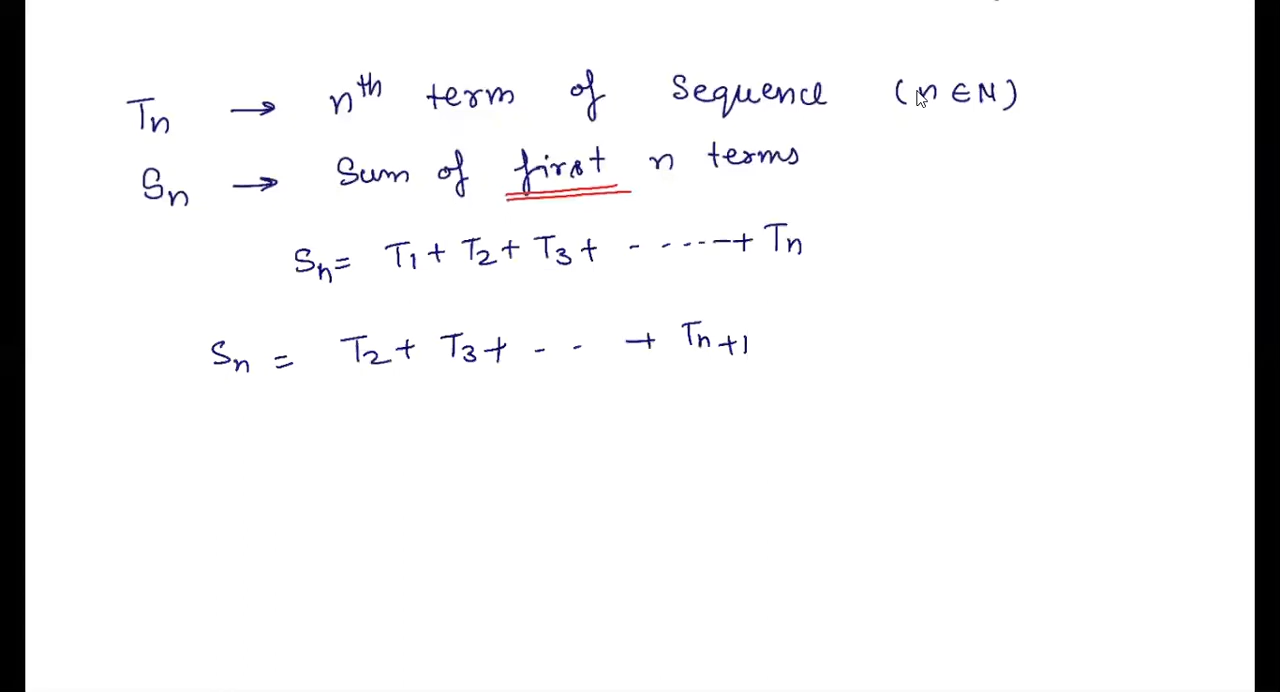 Tn → nth term of Sequence (n ∈ N)
Sn → Sum of first n terms
Sn = T1 + T2 + T3 + - - - - - + Tn
Sn = T2 + T3 + - - + Tn+1